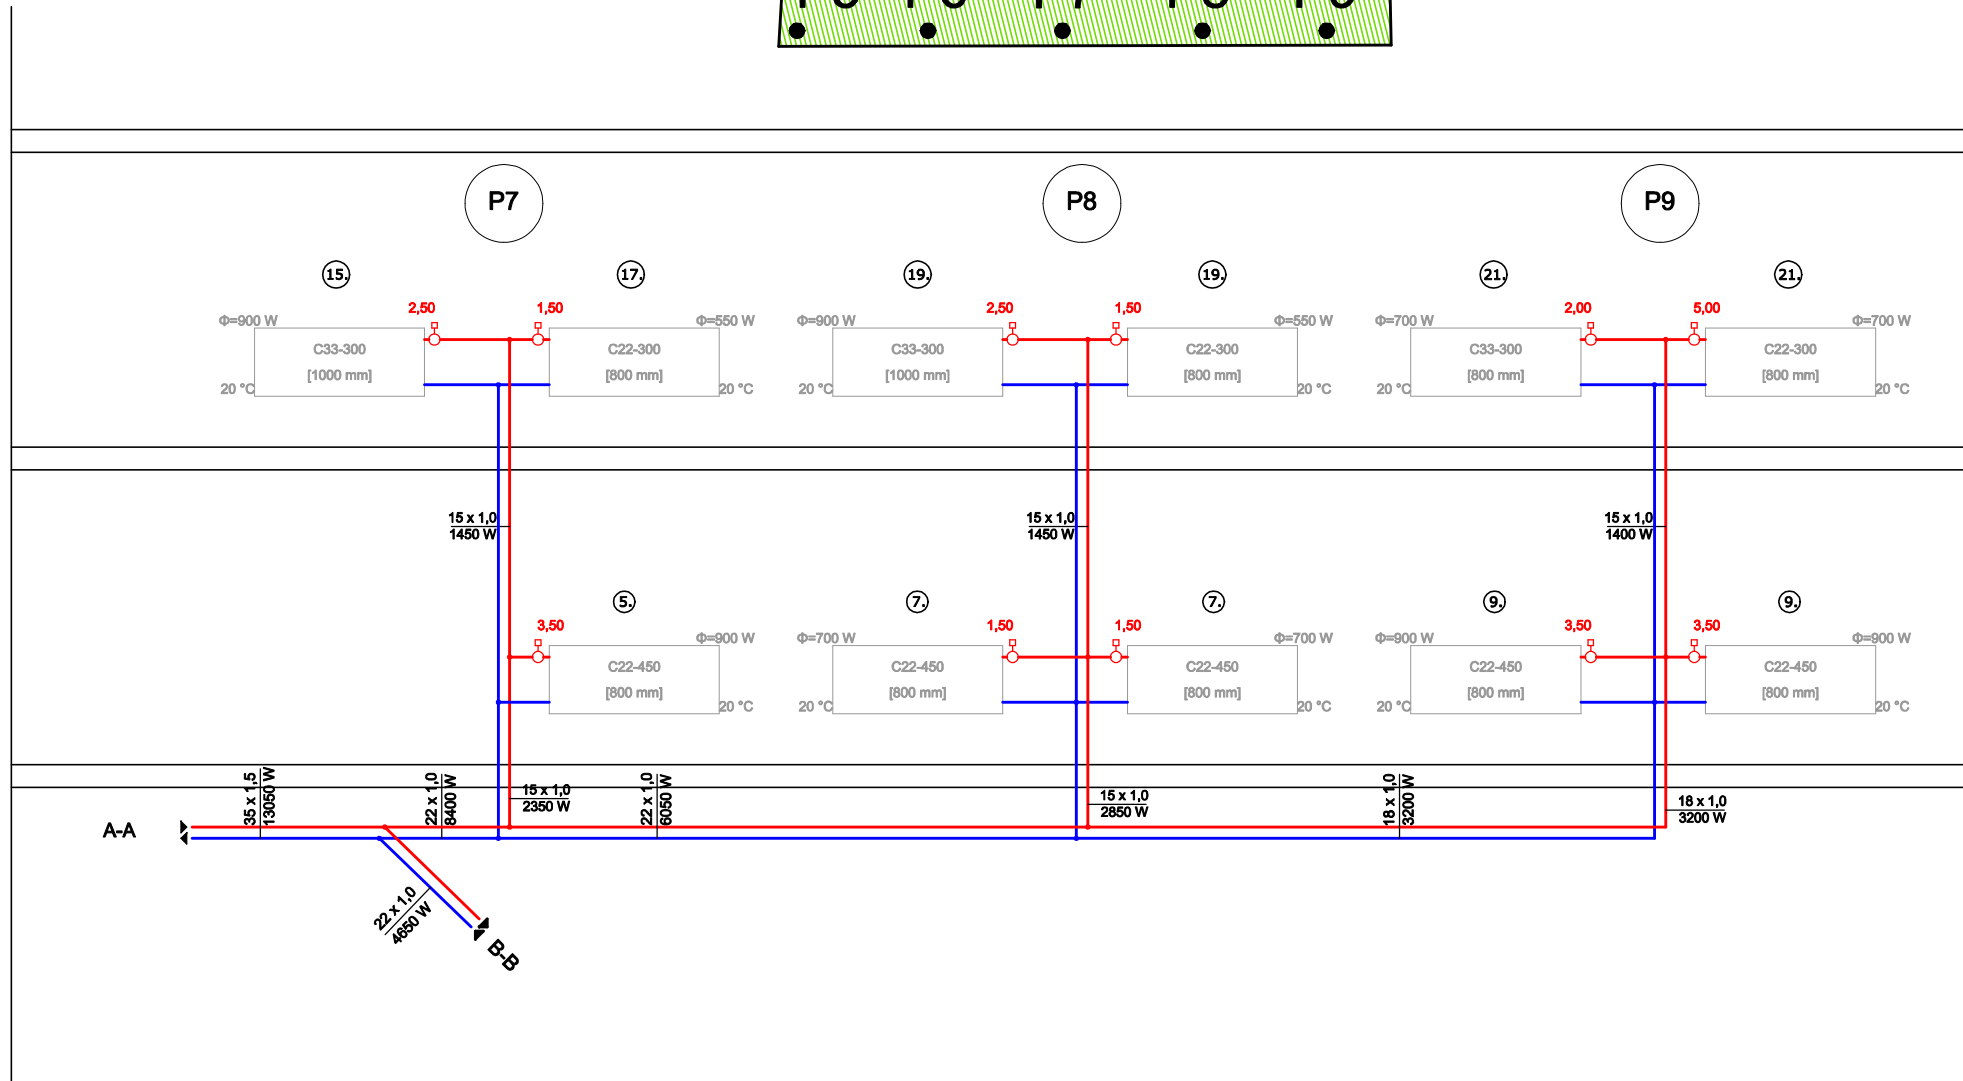 P7 P8 P9
15. 17. 19. 19. 21. 21.
2,50 1,50 2,50 1,50 2,00 5,00
Φ=900 W Φ=550 W Φ=900 W Φ=550 W Φ=700 W Φ=700 W
C33-300 C22-300 C33-300 C22-300 C33-300 C22-300
[1000 mm] [800 mm] [1000 mm] [800 mm] [800 mm] [800 mm]
20 °C 20 °C 20 °C 20 °C 20 °C 20 °C
15 x 1,0 15 x 1,0 15 x 1,0
1450 W 1450 W 1400 W
5. 7. 7. 9. 9.
3,50 1,50 1,50 3,50 3,50
Φ=900 W Φ=700 W Φ=700 W Φ=900 W Φ=900 W
C22-450 C22-450 C22-450 C22-450 C22-450
[800 mm] [800 mm] [800 mm] [800 mm] [800 mm]
20 °C 20 °C 20 °C 20 °C 20 °C
35 x 1,5
13050 W
22 x 1,0
8400 W
15 x 1,0
2350 W
22 x 1,0
6050 W
15 x 1,0
2850 W
18 x 1,0
3200 W
18 x 1,0
3200 W
A-A
22 x 1,0
4650 W
B-B